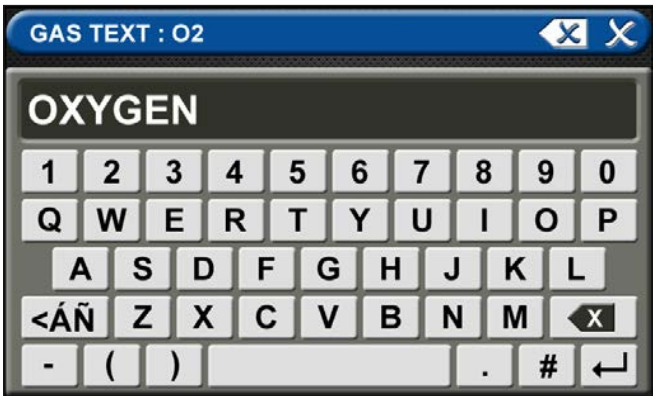 GAS TEXT : O2
OXYGEN
1 2 3 4 5 6 7 8 9 0
Q W E R T Y U I O P
A S D F G H J K L
<ÁÑ Z X C V B N M X
- ( ) . #